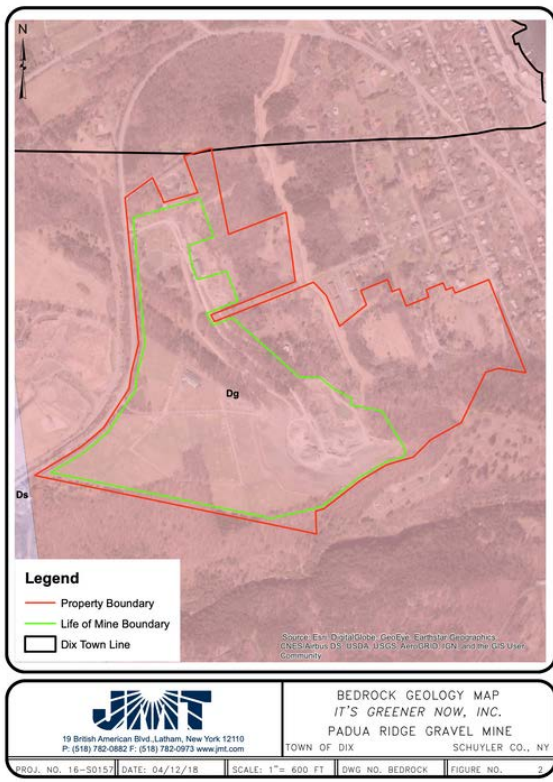 N
Dg
Ds
Legend
Property Boundary
Life of Mine Boundary
Dix Town Line
Source: Esri, DigitalGlobe, GeoEye, Earthstar Geographics,
CNES/Airbus DS, USDA, USGS, AeroGRID, IGN, and the GIS User
Community
JMT
19 British American Blvd.,Latham, New York 12110
P: (518) 782-0882 F: (518) 782-0973 www.jmt.com
BEDROCK GEOLOGY MAP
IT'S GREENER NOW, INC.
PADUA RIDGE GRAVEL MINE
TOWN OF DIX SCHUYLER CO., NY
PROJ. NO. 16-S0157 DATE: 04/12/18 SCALE: 1"= 600 FT DWG NO. BEDROCK FIGURE NO. 2